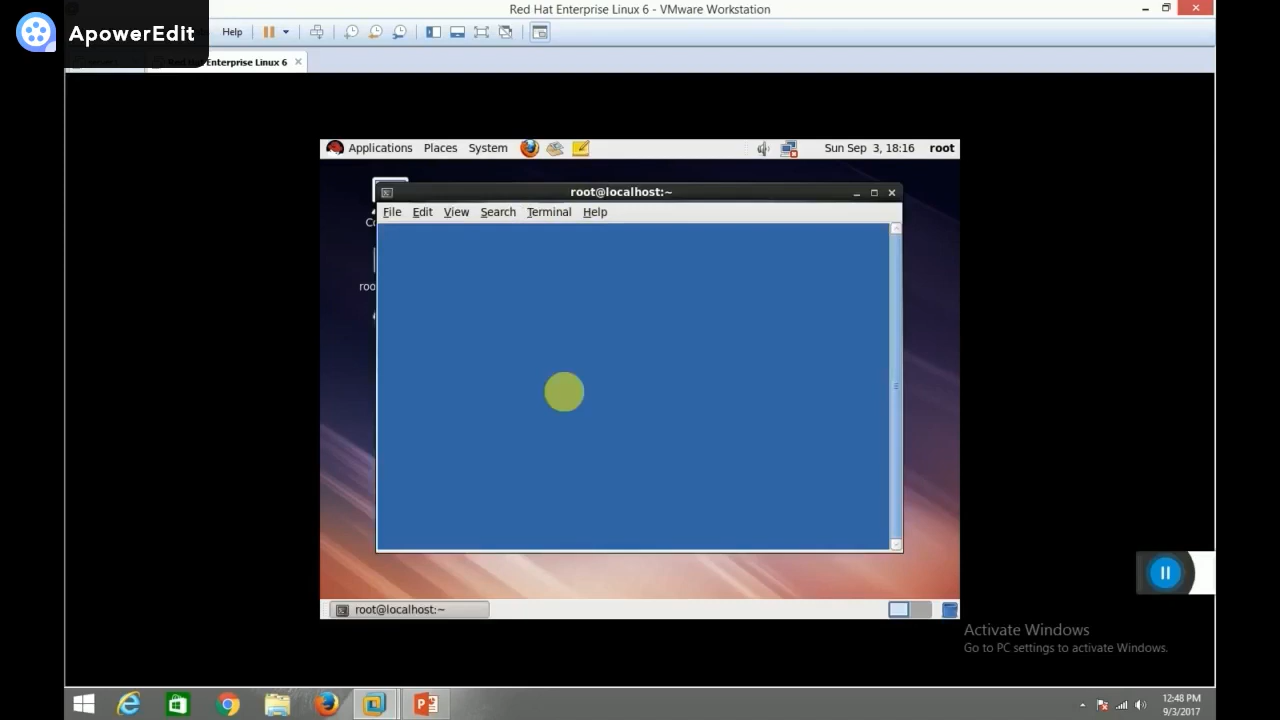 Red Hat Enterprise Linux 6 - VMware Workstation
ApowerEdit
Help
Red Hat Enterprise Linux 6
Applications Places System
Sun Sep 3, 18:16 root
root@localhost:~
File Edit View Search Terminal Help
root@localhost:~
Activate Windows
Go to PC settings to activate Windows.
12:48 PM
9/3/2017